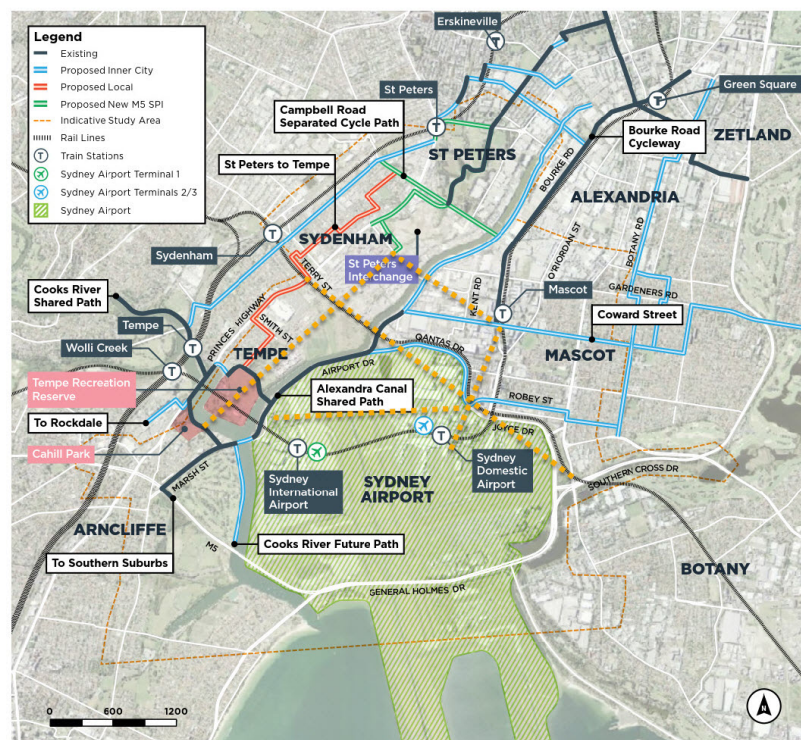 Legend
Existing
Proposed Inner City
Proposed Local
Proposed New M5 SPI
Indicative Study Area
Rail Lines
T Train Stations
Sydney Airport Terminal 1
Sydney Airport Terminals 2/3
Sydney Airport
Erskineville
T
St Peters
T
Green Square
T
Campbell Road
Separated Cycle Path
ST PETERS
Bourke Road
Cycleway
ZETLAND
St Peters to Tempe
BOURKE RD
ALEXANDRIA
SYDENHAM
T
Sydenham
O'RIORDAN ST
BOTANY RD
St Peters
Interchange
TERRY ST
KENT RD
GARDENERS RD
Cooks River
Shared Path
Mascot
T
Coward Street
PRINCES HIGHWAY
SMITH ST
Tempe
T
Wolli Creek
T
TEMPE
QANTAS DR
MASCOT
AIRPORT DR
Tempe Recreation
Reserve
Alexandra Canal
Shared Path
ROBEY ST
To Rockdale
Cahill Park
JOYCE DR
T
T
Sydney
International
Airport
Sydney
Domestic
Airport
SYDNEY
AIRPORT
SOUTHERN CROSS DR
MARSH ST
ARNCLIFFE
M5
Cooks River Future Path
To Southern Suburbs
BOTANY
GENERAL HOLMES DR
0 600 1200
N